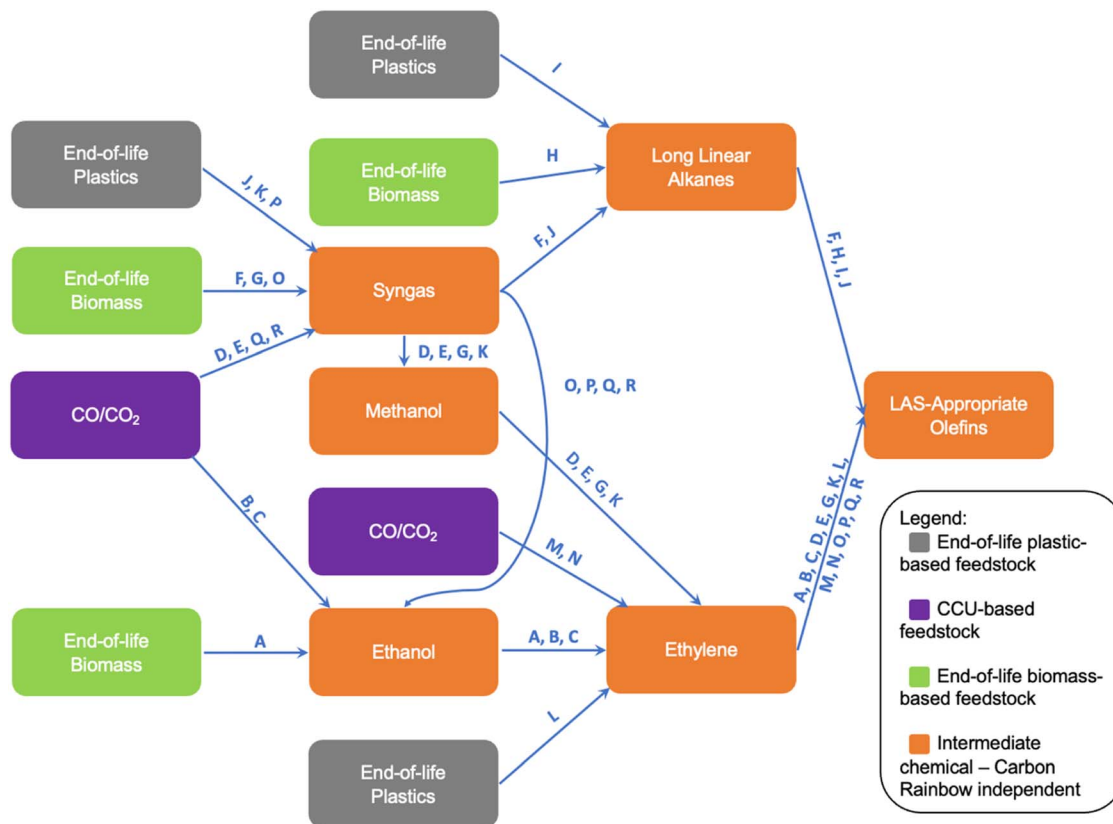 End-of-life
Plastics
I
End-of-life
Plastics
J, K, P
End-of-life
Biomass
H
Long Linear
Alkanes
End-of-life
Biomass
F, G, O
Syngas
F, J
F, H, I, J
D, E, Q, R
D, E, G, K
O, P, Q, R
CO/CO₂
Methanol
LAS-Appropriate
Olefins
B, C
D, E, G, K
CO/CO₂
M, N
A, B, C, D, E, G, K, L,
M, N, O, P, Q, R
End-of-life
Biomass
A
Ethanol
A, B, C
Ethylene
L
End-of-life
Plastics
Legend:
End-of-life plastic-
based feedstock
CCU-based
feedstock
End-of-life biomass-
based feedstock
Intermediate
chemical – Carbon
Rainbow independent